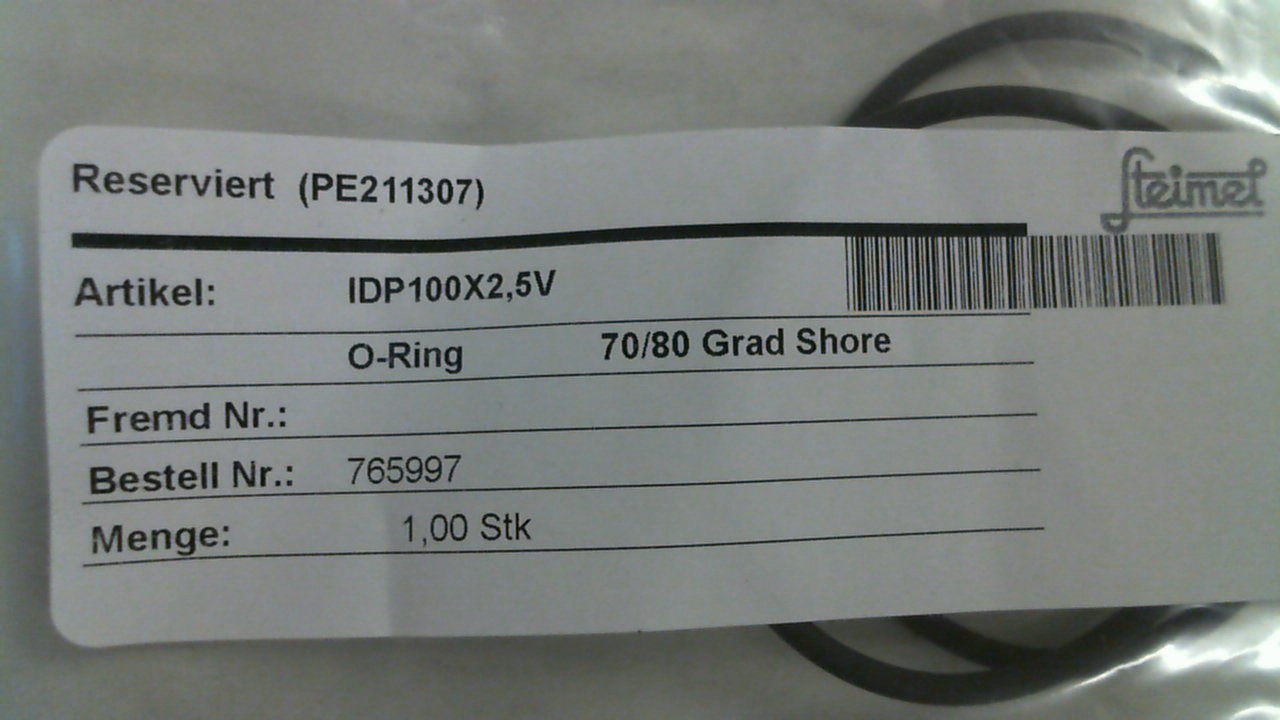 Reserviert (PE211307)
Steimel
Artikel: IDP100X2,5V
O-Ring 70/80 Grad Shore
Fremd Nr.:
Bestell Nr.: 765997
Menge: 1,00 Stk